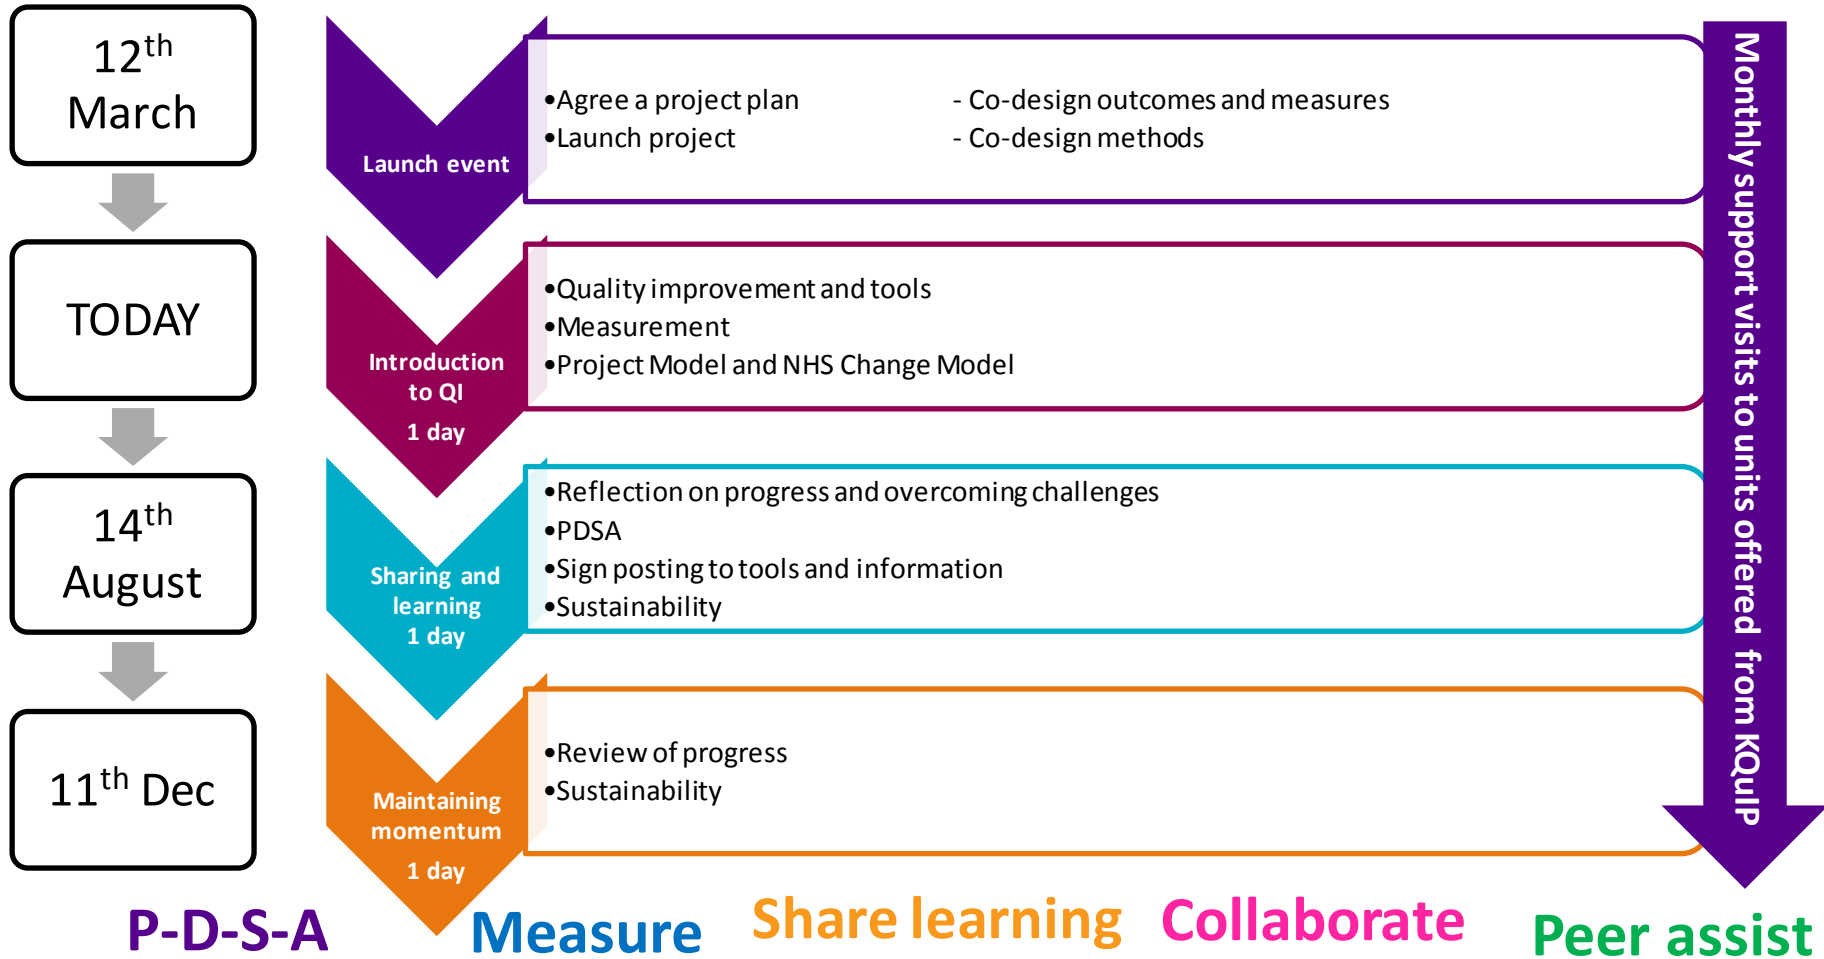 12th
March
Launch event
•Agree a project plan - Co-design outcomes and measures
•Launch project - Co-design methods
TODAY
Introduction
to QI
1 day
•Quality improvement and tools
•Measurement
•Project Model and NHS Change Model
14th
August
Sharing and
learning
1 day
•Reflection on progress and overcoming challenges
•PDSA
•Sign posting to tools and information
•Sustainability
11th Dec
Maintaining
momentum
1 day
•Review of progress
•Sustainability
Monthly support visits to units offered from KQuIP
P-D-S-A
Measure
Share learning
Collaborate
Peer assist